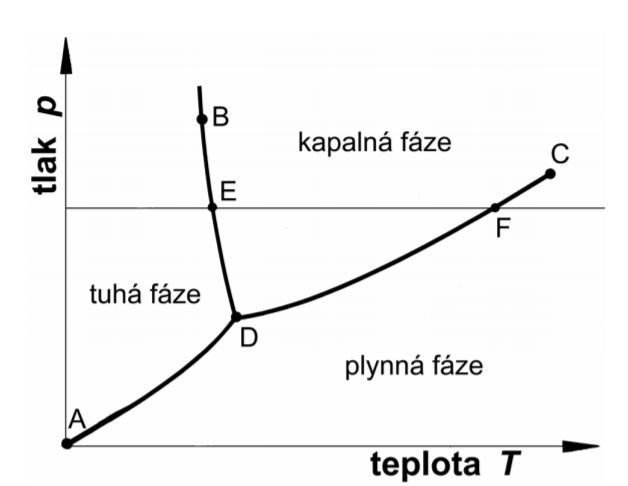 tlak p
B
kapalná fáze
C
E
F
tuhá fáze
D
plynná fáze
A
teplota T